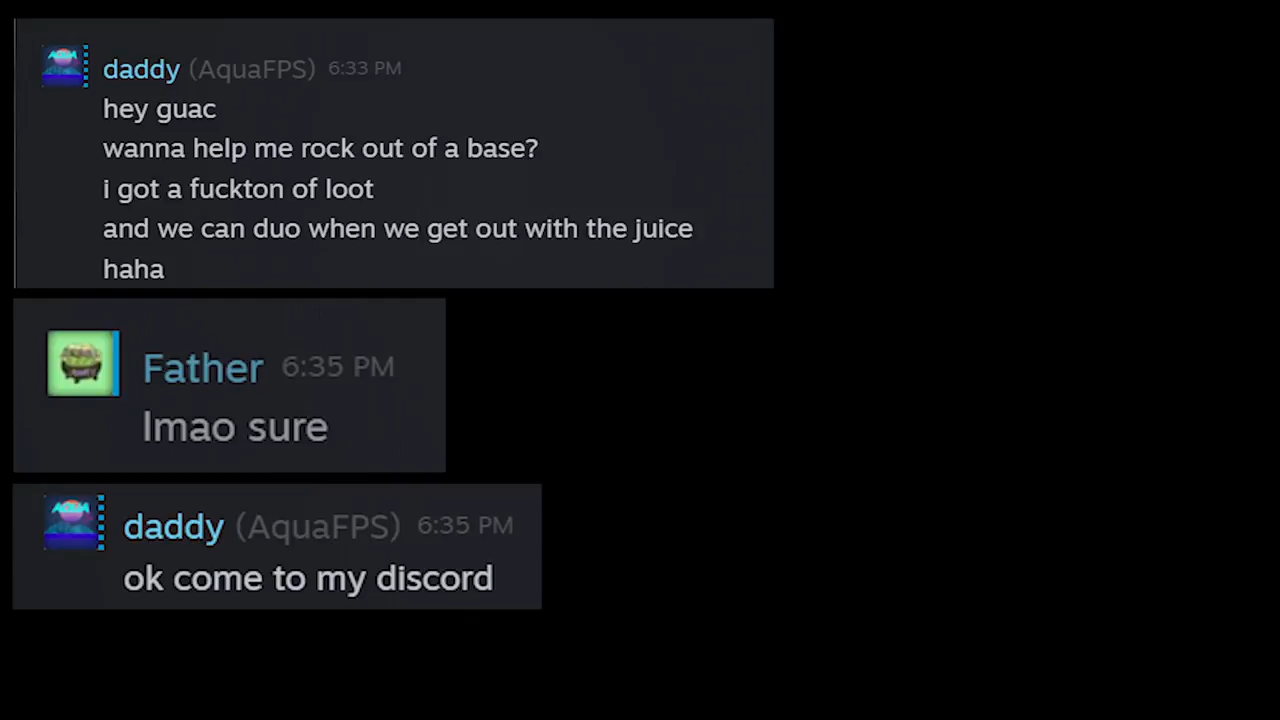 daddy (AquaFPS) 6:33 PM
hey guac
wanna help me rock out of a base?
i got a fuckton of loot
and we can duo when we get out with the juice
haha
Father 6:35 PM
lmao sure
daddy (AquaFPS) 6:35 PM
ok come to my discord